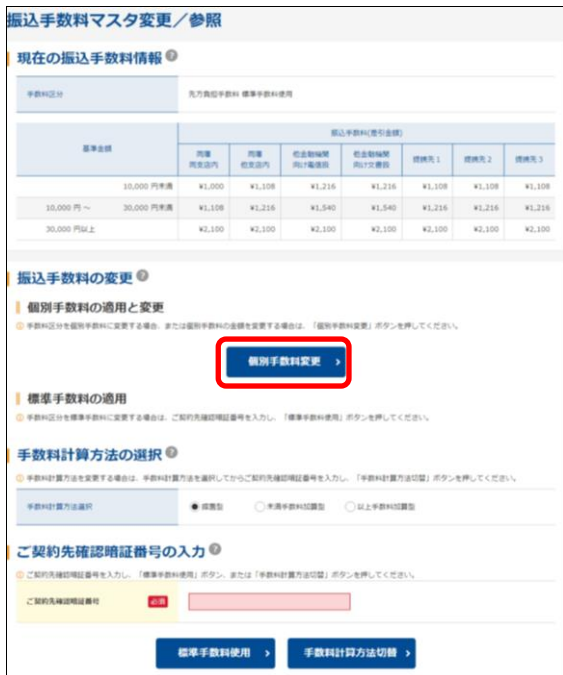 振込手数料マスタ変更／参照
現在の振込手数料情報 ?
手数料区分 先方負担手数料 標準手数料使用
基準金額 振込手数料(差引金額)
同庫同支店内 同庫他支店内 他金融機関向け電信扱 他金融機関向け文書扱 提携先１ 提携先２ 提携先３
10,000 円未満 ¥1,000 ¥1,108 ¥1,216 ¥1,216 ¥1,108 ¥1,108 ¥1,108
10,000 円 ～ 30,000 円未満 ¥1,108 ¥1,216 ¥1,540 ¥1,540 ¥1,216 ¥1,216 ¥1,216
30,000 円以上 ¥2,100 ¥2,100 ¥2,100 ¥2,100 ¥2,100 ¥2,100 ¥2,100
振込手数料の変更 ?
個別手数料の適用と変更
手数料区分を個別手数料に変更する場合、または個別手数料の金額を変更する場合は、「個別手数料変更」ボタンを押してください。
個別手数料変更
標準手数料の適用
手数料区分を標準手数料に変更する場合は、ご契約先確認暗証番号を入力し、「標準手数料使用」ボタンを押してください。
手数料計算方法の選択 ?
手数料計算方法を変更する場合は、手数料計算方法を選択してからご契約先確認暗証番号を入力し、「手数料計算方法切替」ボタンを押してください。
手数料計算方法選択 据置型 未満手数料加算型 以上手数料加算型
ご契約先確認暗証番号の入力 ?
ご契約先確認暗証番号を入力し、「標準手数料使用」ボタン、または「手数料計算方法切替」ボタンを押してください。
ご契約先確認暗証番号 必須
標準手数料使用 手数料計算方法切替